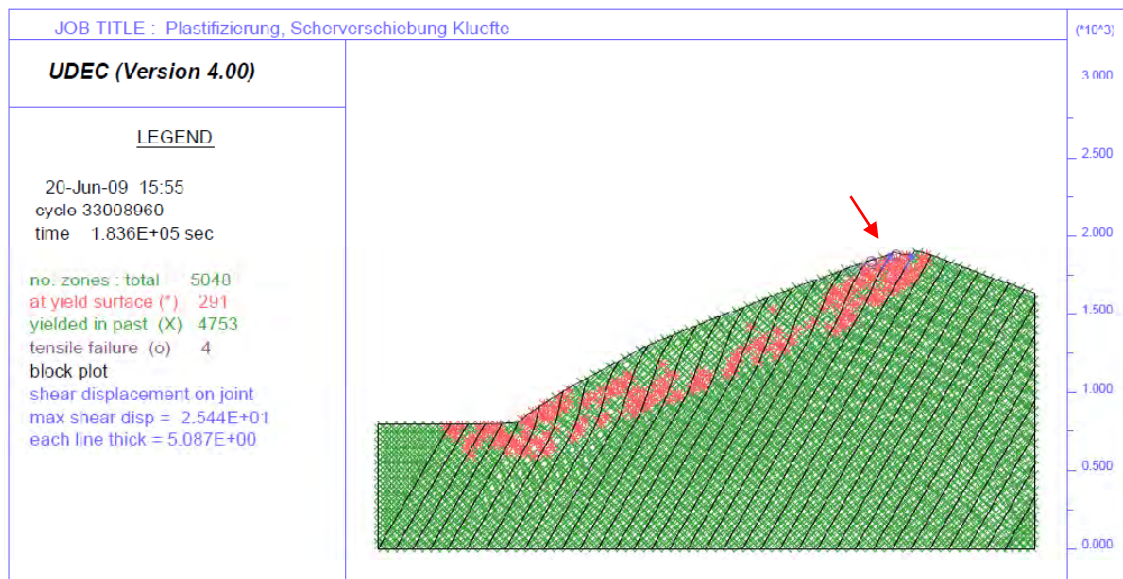 JOB TITLE : Plastifizierung, Scherverschiebung Kluefte
(*10^3)
UDEC (Version 4.00)
LEGEND
20-Jun-09 15:55
cycle 33008960
time 1.836E+05 sec
no. zones : total 5040
at yield surface (*) 291
yielded in past (X) 4753
tensile failure (o) 4
block plot
shear displacement on joint
max shear disp = 2.544E+01
each line thick = 5.087E+00
3.000
2.500
2.000
1.500
1.000
0.500
0.000